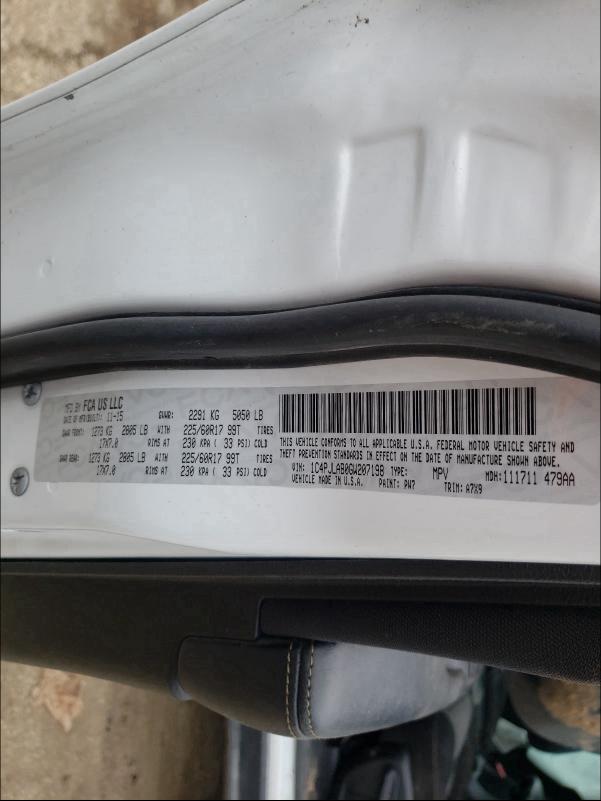 MFD BY FCA US LLC
DATE OF MFR(BUILT): 11-15 GVWR: 2291 KG 5050 LB
GAWR FRONT: 1273 KG 2805 LB WITH 225/60R17 99T TIRES
17X7.0 RIMS AT 230 KPA ( 33 PSI) COLD
GAWR REAR: 1273 KG 2805 LB WITH 225/60R17 99T TIRES
17X7.0 RIMS AT 230 KPA ( 33 PSI) COLD
THIS VEHICLE CONFORMS TO ALL APPLICABLE U.S.A. FEDERAL MOTOR VEHICLE SAFETY AND
THEFT PREVENTION STANDARDS IN EFFECT ON THE DATE OF MANUFACTURE SHOWN ABOVE.
VIN: 1C4PJLAB0GW207198 TYPE: MPV MDH: 111711 479AA
VEHICLE MADE IN U.S.A. PAINT: PW7 TRIM: A7X9